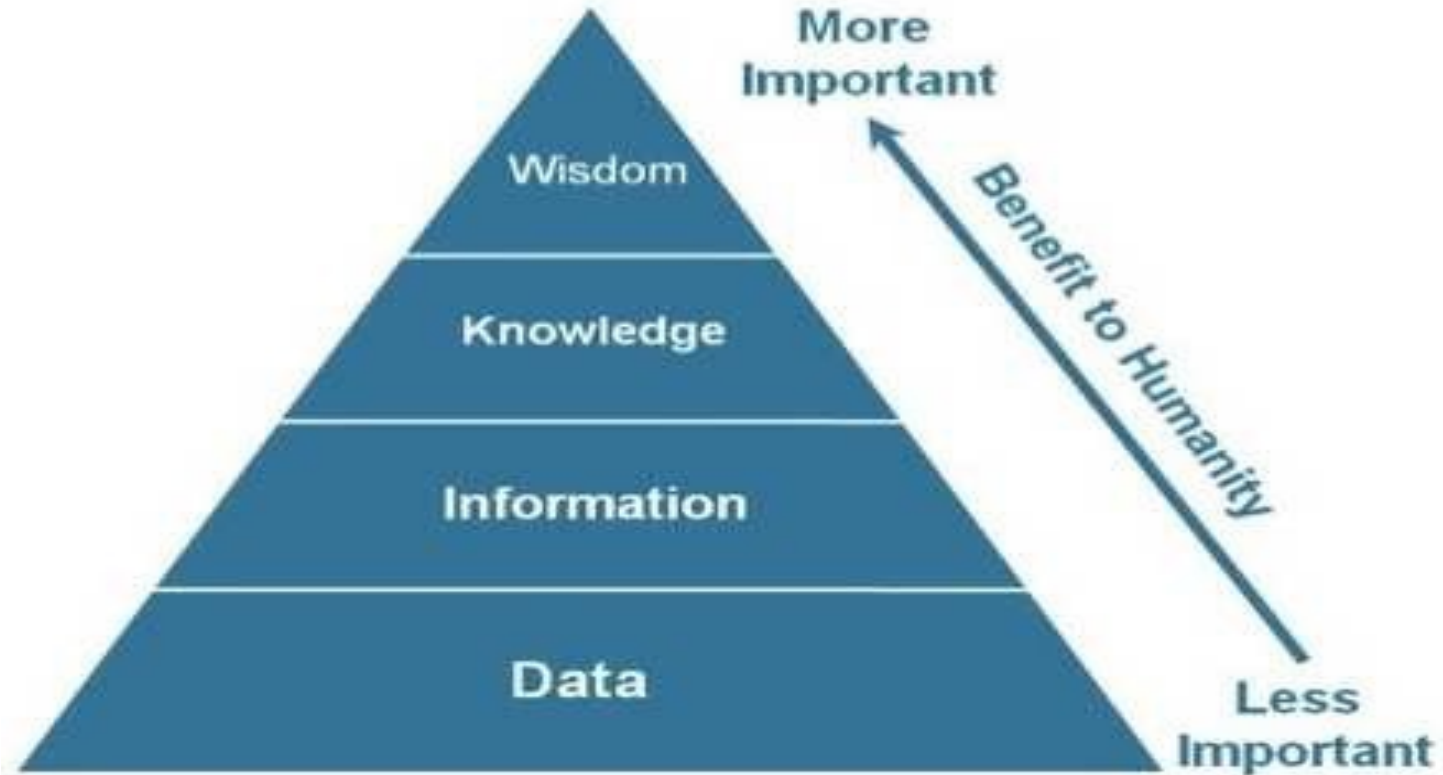 More
Important
Wisdom
Benefit to Humanity
Knowledge
Information
Data
Less
Important